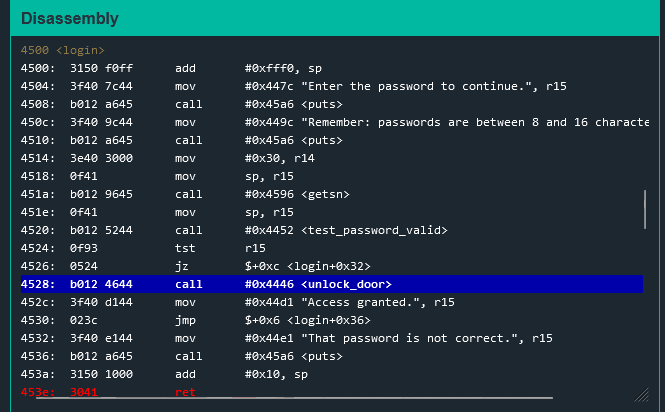 Disassembly
4500 <login>
4500: 3150 f0ff add #0xfff0, sp
4504: 3f40 7c44 mov #0x447c "Enter the password to continue.", r15
4508: b012 a645 call #0x45a6 <puts>
450c: 3f40 9c44 mov #0x449c "Remember: passwords are between 8 and 16 characte
4510: b012 a645 call #0x45a6 <puts>
4514: 3e40 3000 mov #0x30, r14
4518: 0f41 mov sp, r15
451a: b012 9645 call #0x4596 <getsn>
451e: 0f41 mov sp, r15
4520: b012 5244 call #0x4452 <test_password_valid>
4524: 0f93 tst r15
4526: 0524 jz $+0xc <login+0x32>
4528: b012 4644 call #0x4446 <unlock_door>
452c: 3f40 d144 mov #0x44d1 "Access granted.", r15
4530: 023c jmp $+0x6 <login+0x36>
4532: 3f40 e144 mov #0x44e1 "That password is not correct.", r15
4536: b012 a645 call #0x45a6 <puts>
453a: 3150 1000 add #0x10, sp
453e: 3041 ret